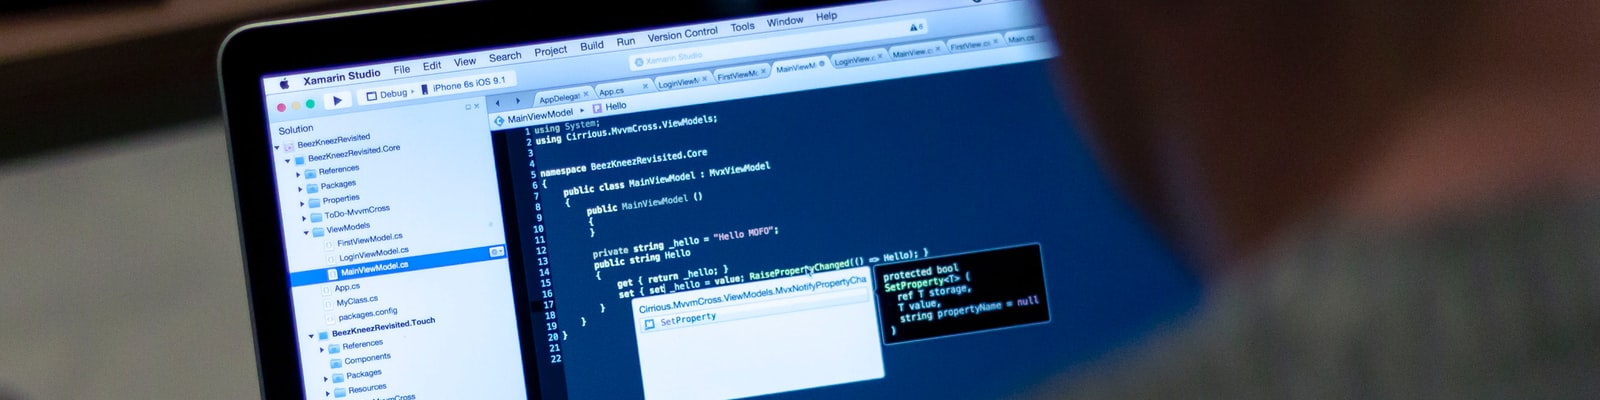 Xamarin Studio File Edit View Search Project Build Run Version Control Tools Window Help
Debug iPhone 6s iOS 9.1
Xamarin Studio
AppDelegat App.cs LoginViewM FirstViewMo MainViewM LoginView.c MainView.c FirstView.cs Main.cs
MainViewModel Hello
Solution
BeezKneezRevisited
BeezKneezRevisited.Core
References
Packages
Properties
ToDo-MvvmCross
ViewModels
FirstViewModel.cs
LoginViewModel.cs
MainViewModel.cs
App.cs
MyClass.cs
packages.config
BeezKneezRevisited.Touch
References
Components
Packages
Resources
1 using System;
2 using Cirrious.MvvmCross.ViewModels;
3
4
5 namespace BeezKneezRevisited.Core
6 {
7 public class MainViewModel : MvxViewModel
8 {
9 public MainViewModel ()
10 {
11 }
12
13 private string _hello = "Hello MOFO";
14 public string Hello
15 {
16 get { return _hello; }
17 set { set _hello = value; RaisePropertyChanged(() => Hello); }
18 }
19 }
20 }
21
22
Cirrious.MvvmCross.ViewModels.MvxNotifyPropertyCha
SetProperty
protected bool
SetProperty<T> (
ref T storage,
T value,
string propertyName = null
)